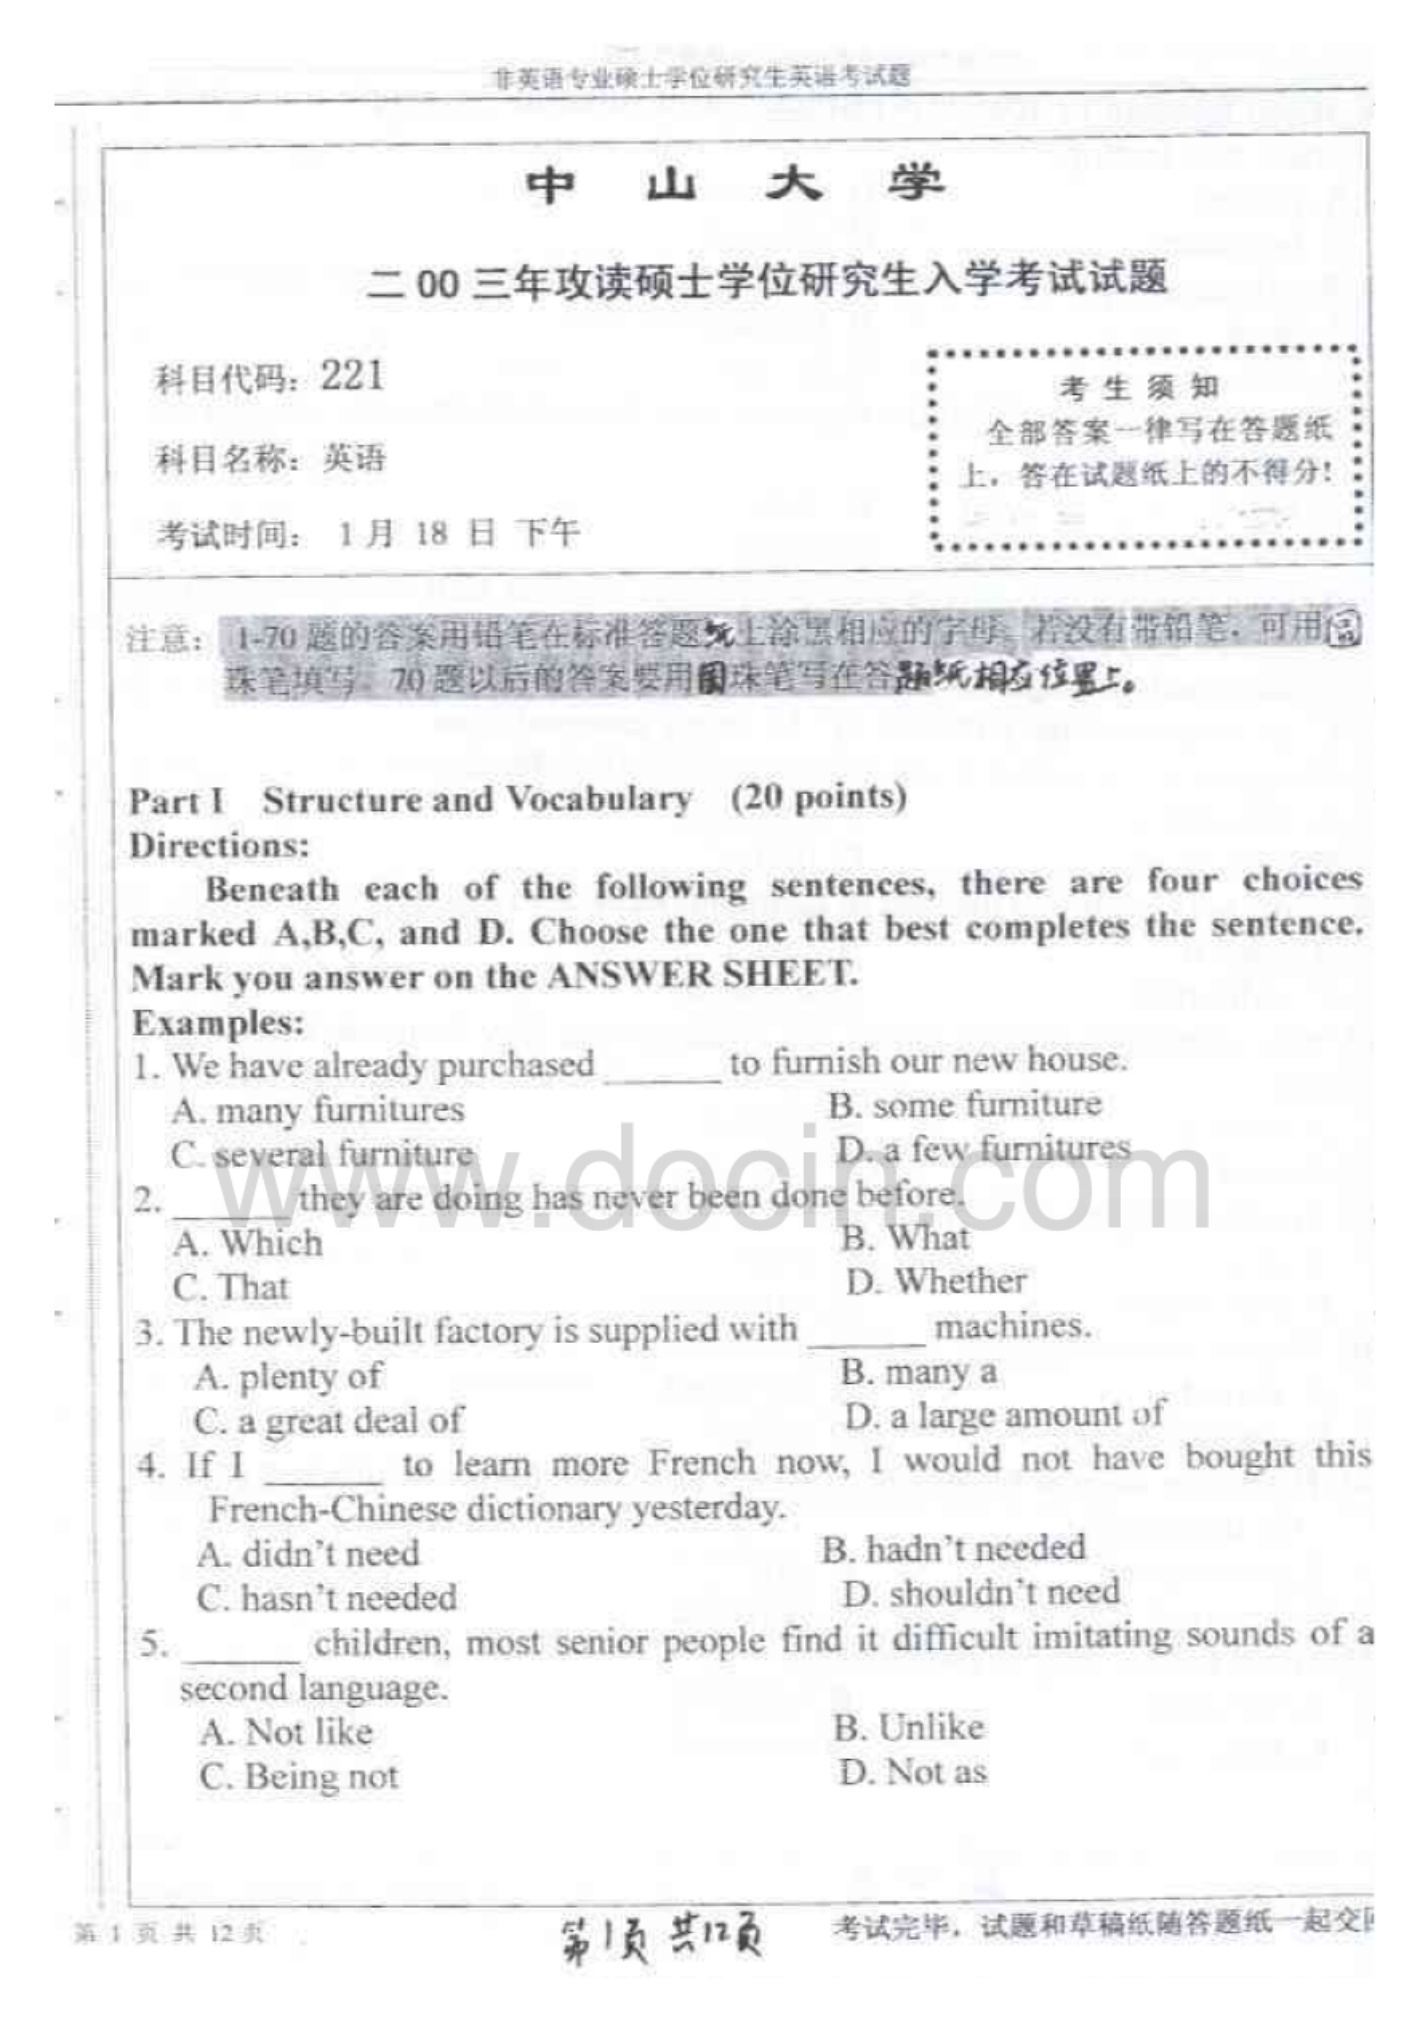 非英语专业硕士学位研究生英语考试题
中 山 大 学
二00三年攻读硕士学位研究生入学考试试题
科目代码：221
科目名称：英语
考试时间： 1月 18 日 下午
考 生 须 知
全部答案一律写在答题纸
上，答在试题纸上的不得分！
注意： 1-70 题的答案用铅笔在标准答题纸上涂黑相应的字母。若没有带铅笔，可用圆
珠笔填写。70 题以后的答案要用圆珠笔写在答题纸相应位置上。
Part I Structure and Vocabulary (20 points)
Directions:
Beneath each of the following sentences, there are four choices
marked A,B,C, and D. Choose the one that best completes the sentence.
Mark you answer on the ANSWER SHEET.
Examples:
1. We have already purchased ______ to furnish our new house.
A. many furnitures B. some furniture
C. several furniture D. a few furnitures
2. ______ they are doing has never been done before.
A. Which B. What
C. That D. Whether
3. The newly-built factory is supplied with ______ machines.
A. plenty of B. many a
C. a great deal of D. a large amount of
4. If I ______ to learn more French now, I would not have bought this
French-Chinese dictionary yesterday.
A. didn't need B. hadn't needed
C. hasn't needed D. shouldn't need
5. ______ children, most senior people find it difficult imitating sounds of a
second language.
A. Not like B. Unlike
C. Being not D. Not as
www.docin.com
第 1 页 共 12 页 第1页 共12页 考试完毕，试题和草稿纸随答题纸一起交